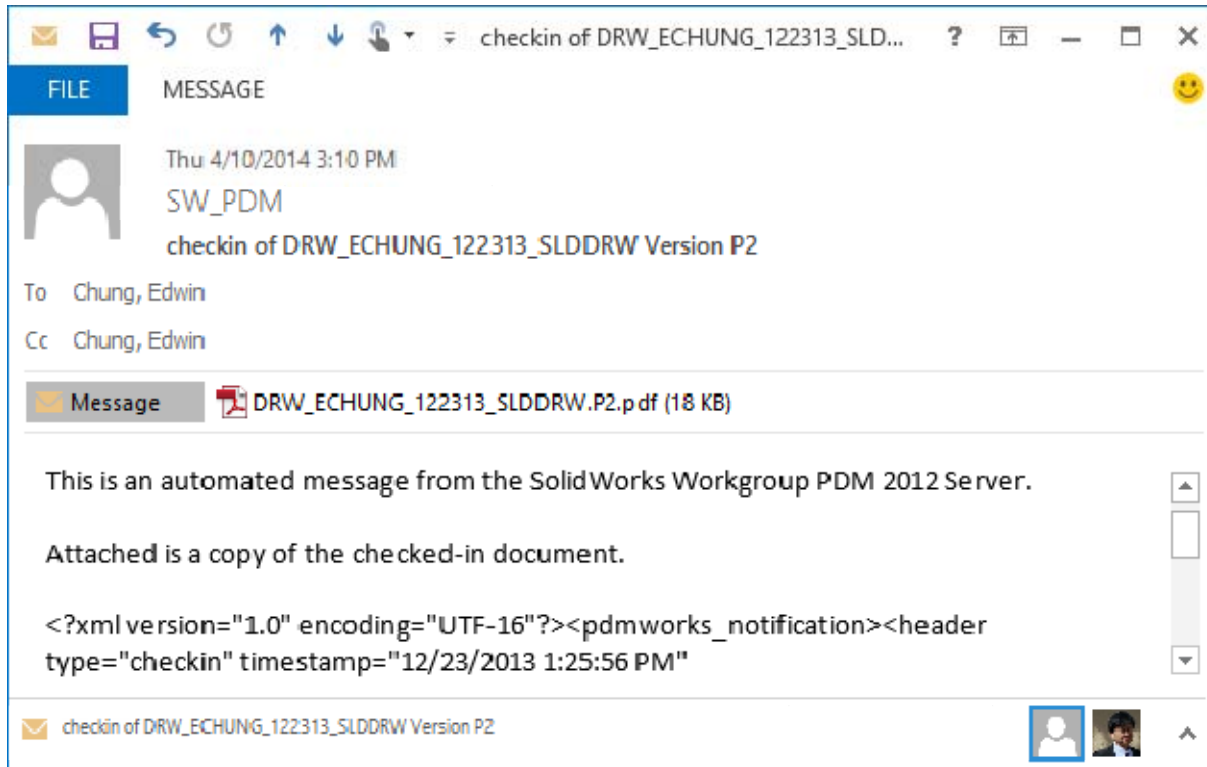 checkin of DRW_ECHUNG_122313_SLD... ?
FILE MESSAGE
Thu 4/10/2014 3:10 PM
SW_PDM
checkin of DRW_ECHUNG_122313_SLDDRW Version P2
To Chung, Edwin
Cc Chung, Edwin
Message DRW_ECHUNG_122313_SLDDRW.P2.pdf (18 KB)
This is an automated message from the SolidWorks Workgroup PDM 2012 Server.
Attached is a copy of the checked-in document.
<?xml version="1.0" encoding="UTF-16"?><pdmworks_notification><header
type="checkin" timestamp="12/23/2013 1:25:56 PM"
checkin of DRW_ECHUNG_122313_SLDDRW Version P2